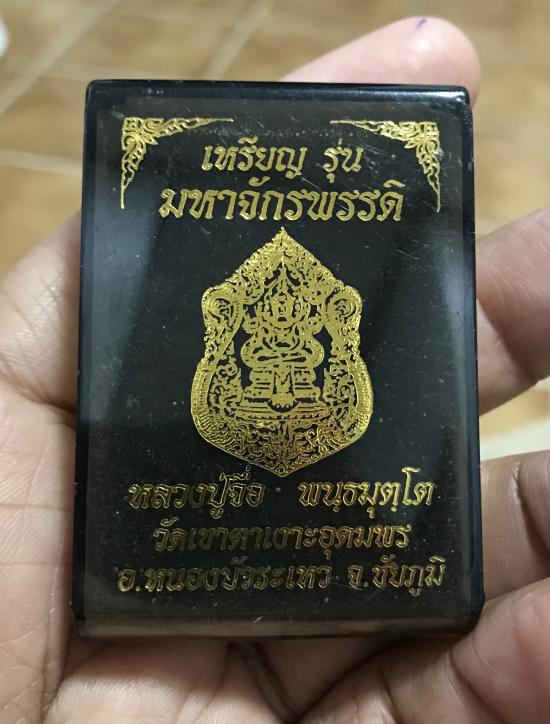 เหรียญ รุ่น
มหาจักรพรรดิ
หลวงปู่จื่อ พนฺธมุตฺโต
วัดเขาตาเงาะอุดมพร
อ.หนองบัวระเหว จ.ชัยภูมิ